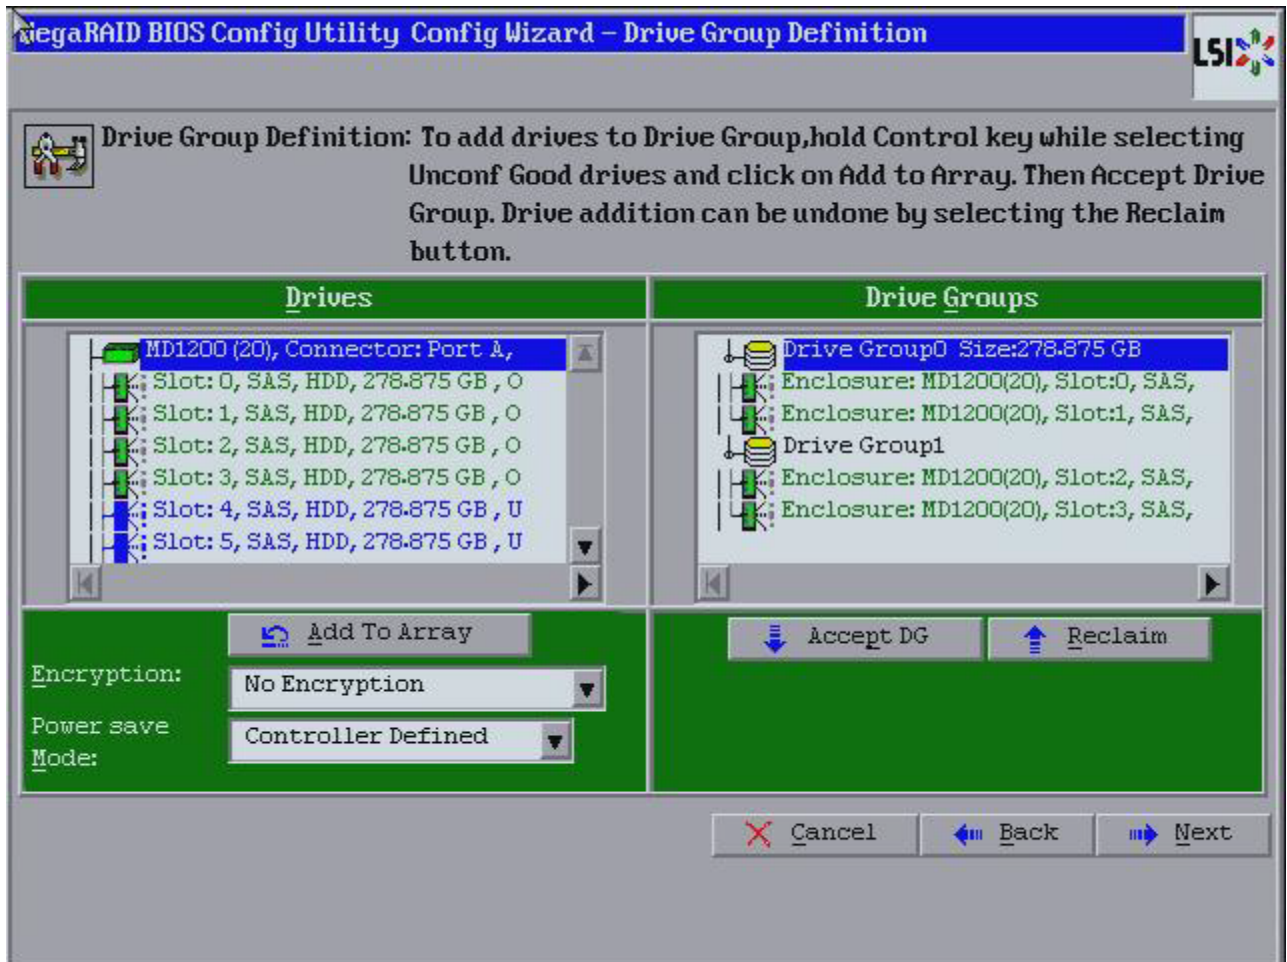 MegaRAID BIOS Config Utility Config Wizard – Drive Group Definition
LSI
Drive Group Definition: To add drives to Drive Group,hold Control key while selecting
Unconf Good drives and click on Add to Array. Then Accept Drive
Group. Drive addition can be undone by selecting the Reclaim
button.
Drives
MD1200 (20), Connector: Port A,
Slot: 0, SAS, HDD, 278.875 GB , O
Slot: 1, SAS, HDD, 278.875 GB , O
Slot: 2, SAS, HDD, 278.875 GB , O
Slot: 3, SAS, HDD, 278.875 GB , O
Slot: 4, SAS, HDD, 278.875 GB , U
Slot: 5, SAS, HDD, 278.875 GB , U
Add To Array
Encryption:
No Encryption
Power save
Mode:
Controller Defined
Drive Groups
Drive Group0 Size:278.875 GB
Enclosure: MD1200(20), Slot:0, SAS,
Enclosure: MD1200(20), Slot:1, SAS,
Drive Group1
Enclosure: MD1200(20), Slot:2, SAS,
Enclosure: MD1200(20), Slot:3, SAS,
Accept DG
Reclaim
Cancel
Back
Next